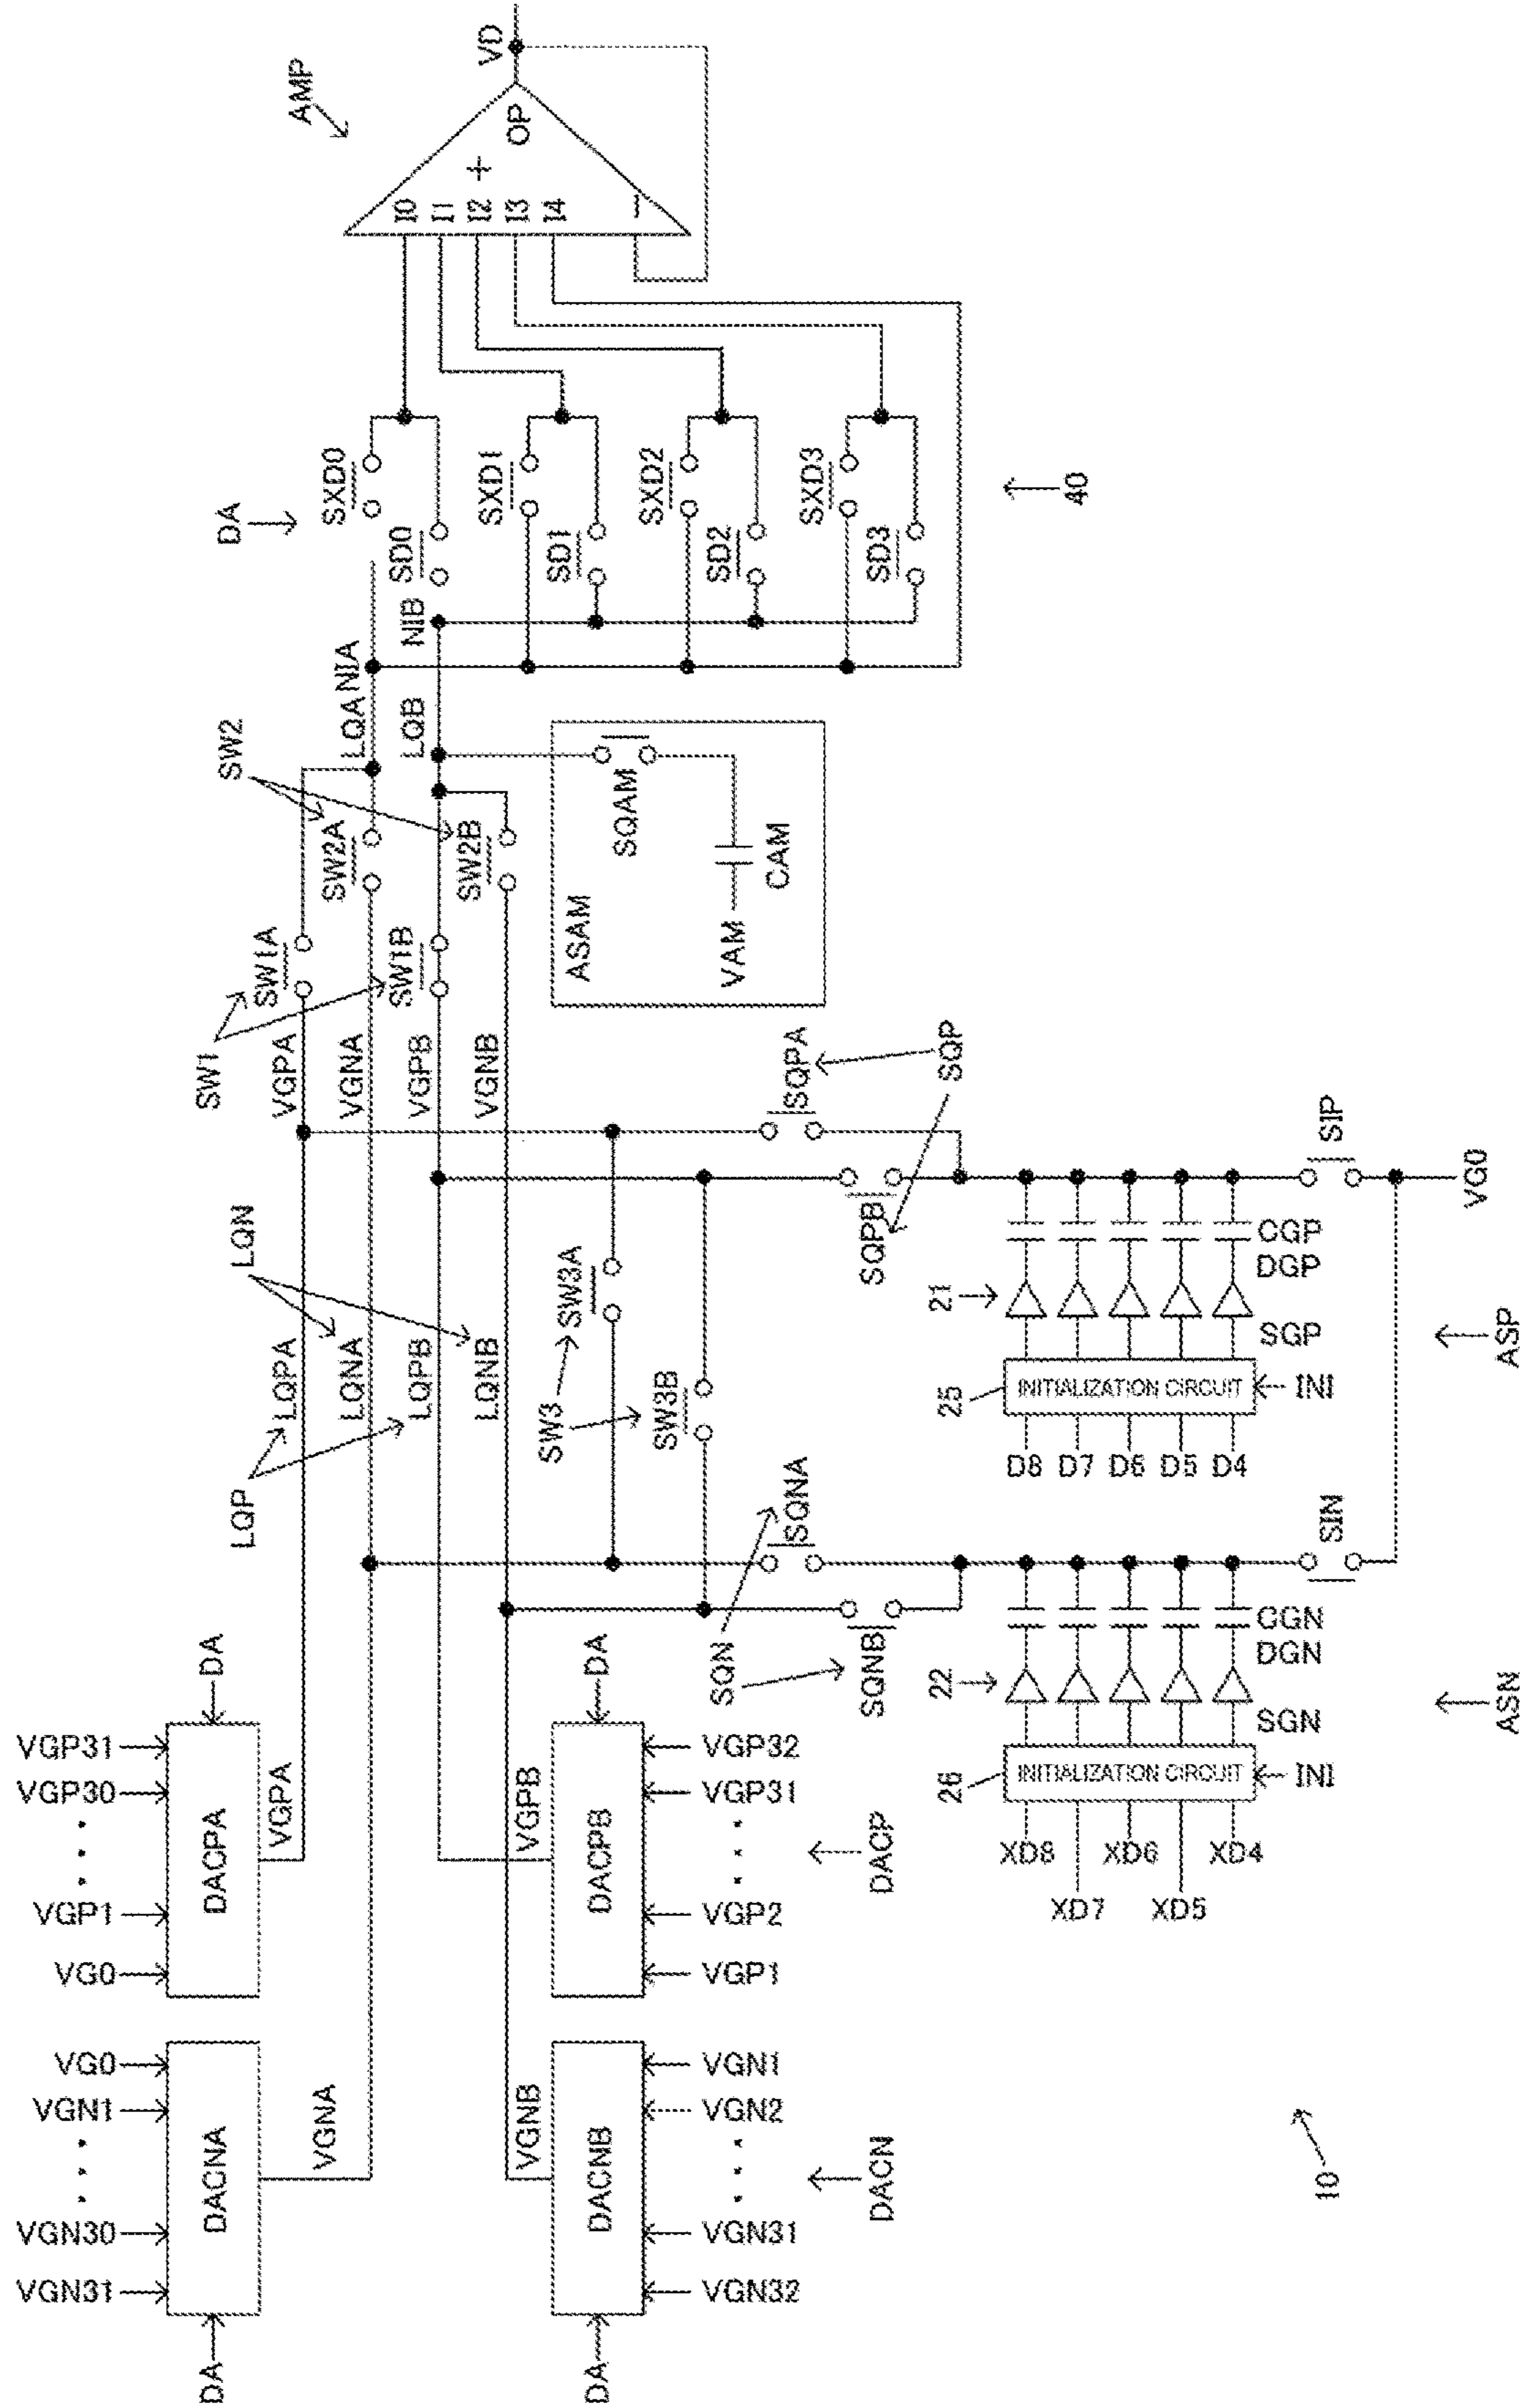 DA
DA
VGN31
VGN30
VGN1
VG0
DACNA
VGNA
VG0
VGP1
VGP30
VGP31
DACPA
VGPA
DA
DA
DACNB
VGNB
VGN32
VGN31
VGN2
VGN1
DACN
DACPB
VGPB
VGP1
VGP2
VGP31
VGP32
DACP
DA
LQP
LQN
LQPA
LQNA
LQPB
LQNB
SW1
VGPA
VGNA
VGPB
VGNB
SW1A
SW1B
SW2
SW2A
SW2B
LQA
NIA
LQB
NIB
DA
SXD0
SD0
SXD1
SD1
SXD2
SD2
SXD3
SD3
40
AMP
I0
I1
I2
I3
I4
+
−
OP
VD
ASAM
SQAM
VAM
CAM
SW3
SW3A
SW3B
SQN
SQNA
SQNB
SQP
SQPA
SQPB
22
26
INITIALIZATION CIRCUIT
INI
XD8
XD7
XD6
XD5
XD4
SGN
DGN
CGN
SIN
ASN
21
25
INITIALIZATION CIRCUIT
INI
D8
D7
D6
D5
D4
SGP
DGP
CGP
SIP
VG0
ASP
10